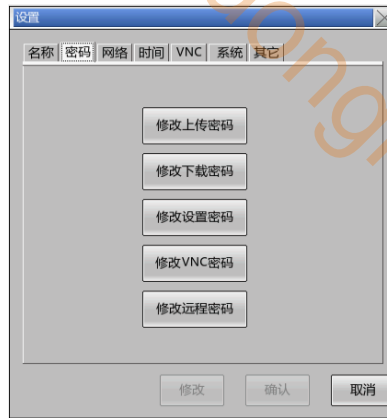 设置
名称 密码 网络 时间 VNC 系统 其它
修改上传密码
修改下载密码
修改设置密码
修改VNC密码
修改远程密码
修改 确认 取消